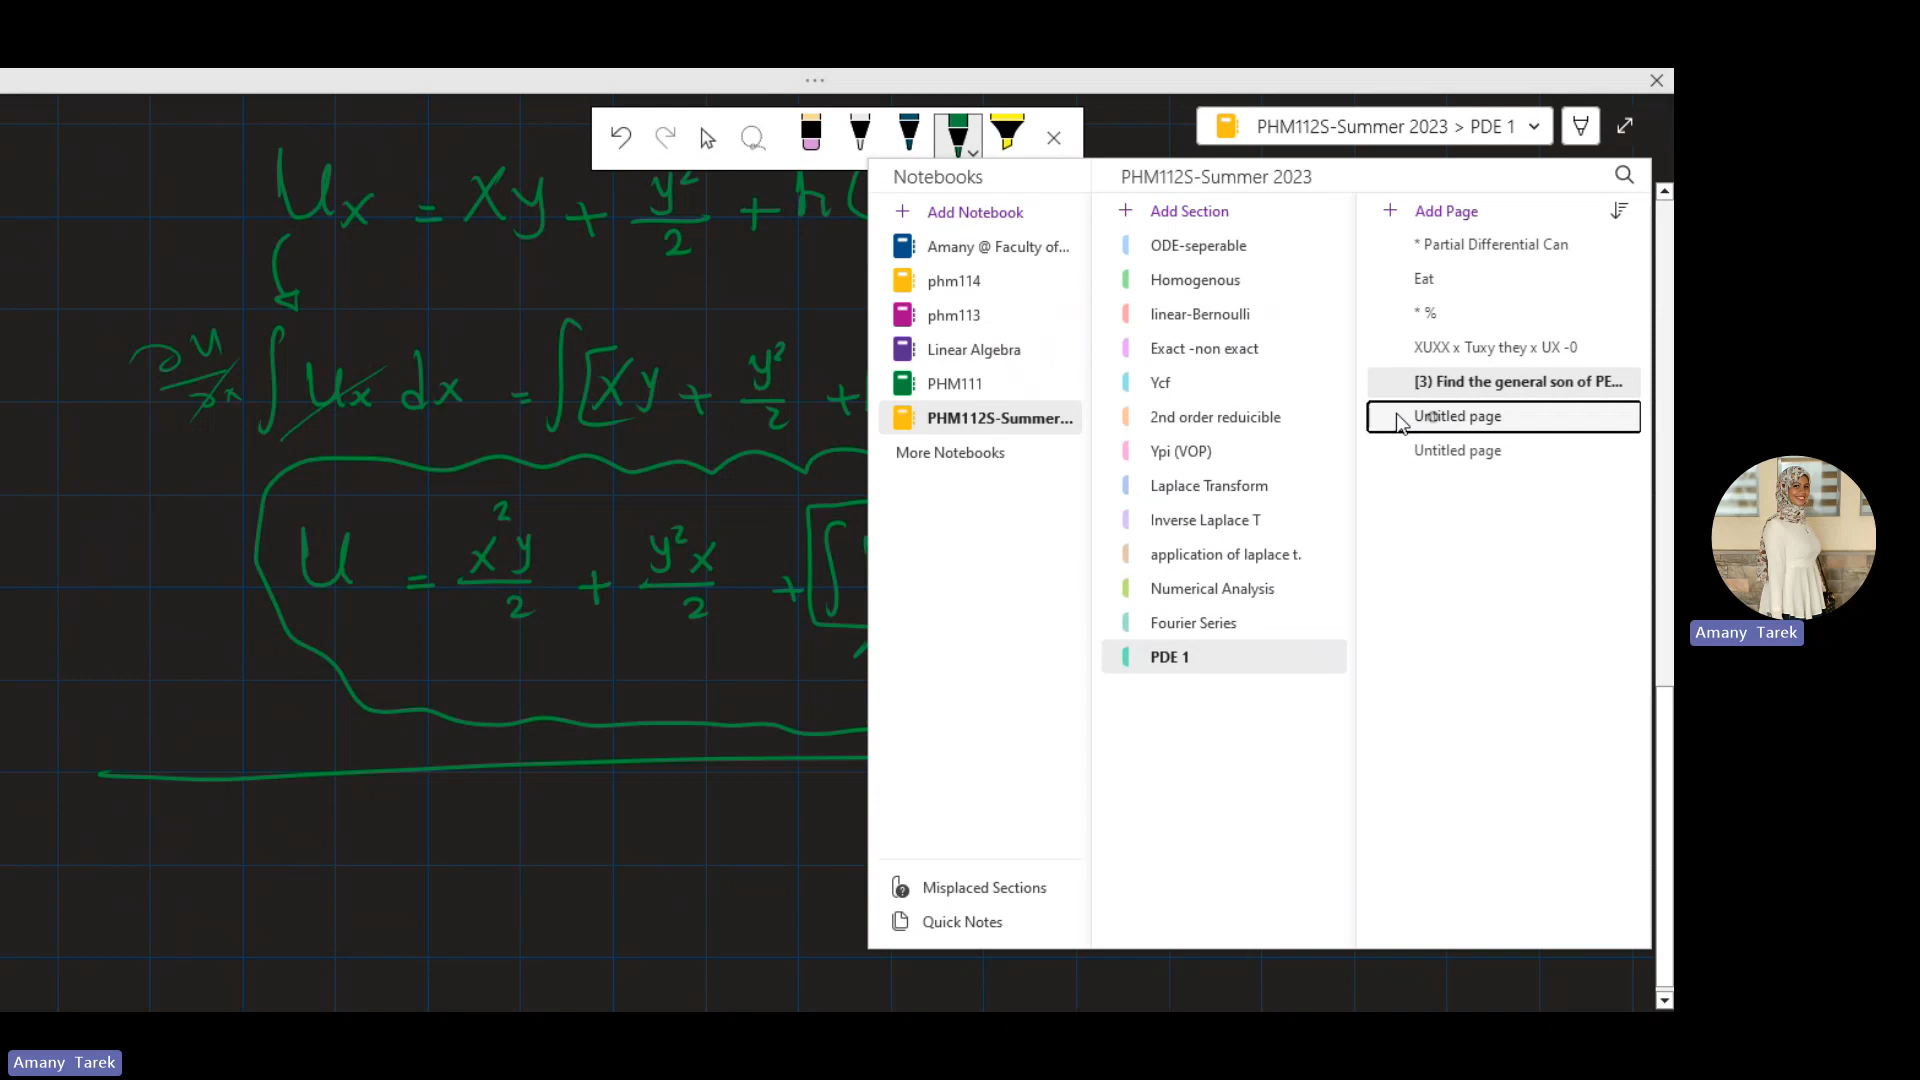 PHM112S-Summer 2023 > PDE 1
Notebooks
Add Notebook
Amany @ Faculty of...
phm114
phm113
Linear Algebra
PHM111
PHM112S-Summer...
More Notebooks
Misplaced Sections
Quick Notes
PHM112S-Summer 2023
Add Section
ODE-seperable
Homogenous
linear-Bernoulli
Exact -non exact
Ycf
2nd order reduicible
Ypi (VOP)
Laplace Transform
Inverse Laplace T
application of laplace t.
Numerical Analysis
Fourier Series
PDE 1
Add Page
* Partial Differential Can
Eat
* %
XUXX x Tuxy they x UX -0
[3) Find the general son of PE...
Untitled page
Untitled page
Ux = xy + y²/2 + h(
∂u/∂x ∫ Ux dx = ∫[xy + y²/2 +
U = x²y/2 + y²x/2 + ∫
Amany Tarek
Amany Tarek